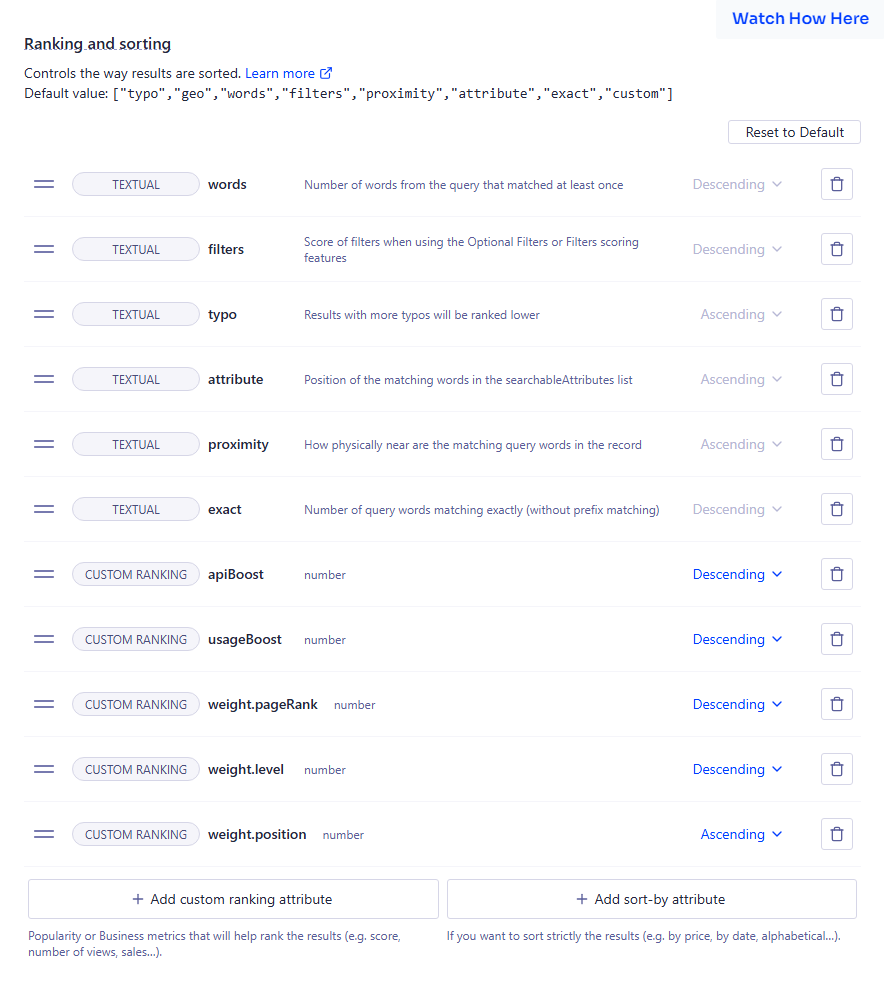 Watch How Here
Ranking and sorting
Controls the way results are sorted. Learn more
Default value: ["typo","geo","words","filters","proximity","attribute","exact","custom"]
Reset to Default
TEXTUAL words Number of words from the query that matched at least once Descending
TEXTUAL filters Score of filters when using the Optional Filters or Filters scoring
features Descending
TEXTUAL typo Results with more typos will be ranked lower Ascending
TEXTUAL attribute Position of the matching words in the searchableAttributes list Ascending
TEXTUAL proximity How physically near are the matching query words in the record Ascending
TEXTUAL exact Number of query words matching exactly (without prefix matching) Descending
CUSTOM RANKING apiBoost number Descending
CUSTOM RANKING usageBoost number Descending
CUSTOM RANKING weight.pageRank number Descending
CUSTOM RANKING weight.level number Descending
CUSTOM RANKING weight.position number Ascending
+ Add custom ranking attribute
Popularity or Business metrics that will help rank the results (e.g. score,
number of views, sales...).
+ Add sort-by attribute
If you want to sort strictly the results (e.g. by price, by date, alphabetical...).